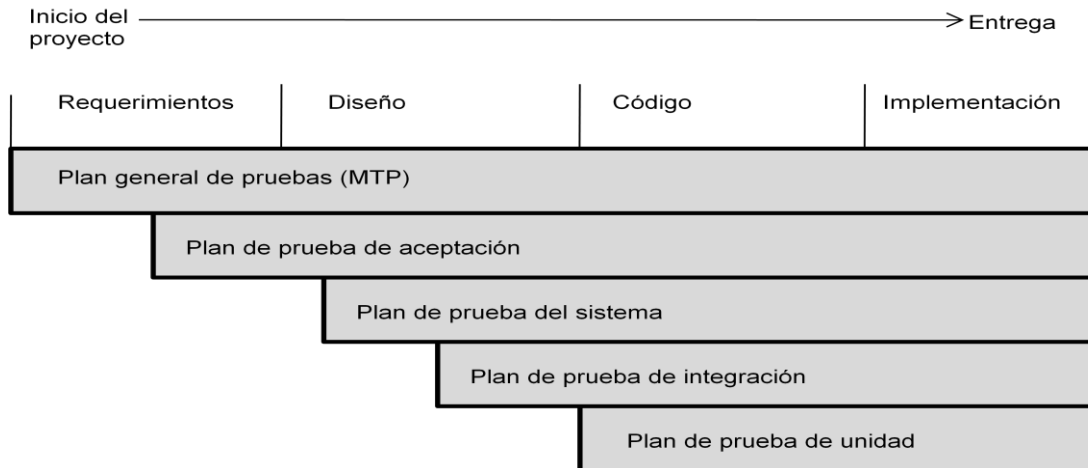 Inicio del
proyecto
Entrega
Requerimientos
Diseño
Código
Implementación
Plan general de pruebas (MTP)
Plan de prueba de aceptación
Plan de prueba del sistema
Plan de prueba de integración
Plan de prueba de unidad